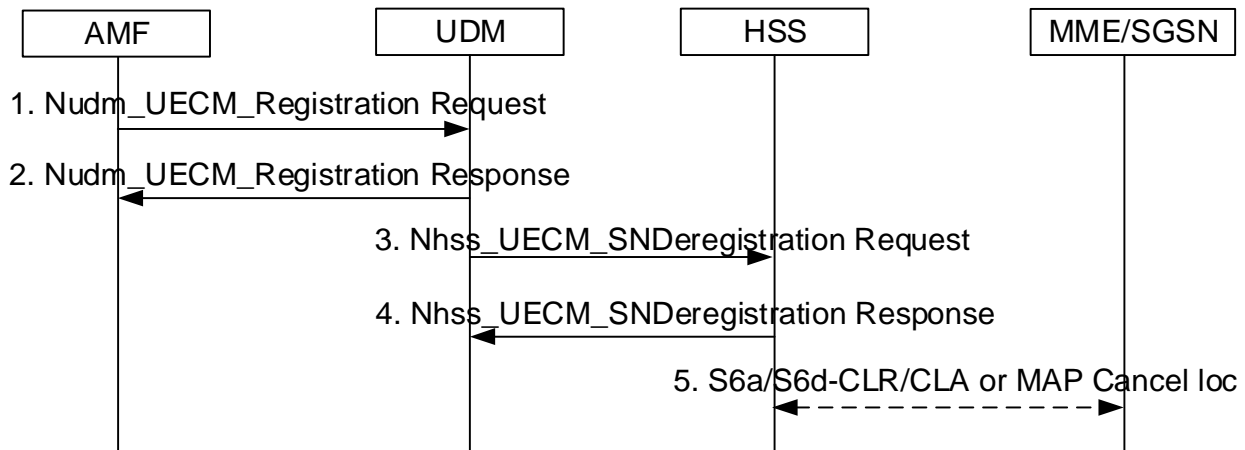 AMF UDM HSS MME/SGSN
1. Nudm_UECM_Registration Request
2. Nudm_UECM_Registration Response
3. Nhss_UECM_SNDeregistration Request
4. Nhss_UECM_SNDeregistration Response
5. S6a/S6d-CLR/CLA or MAP Cancel loc